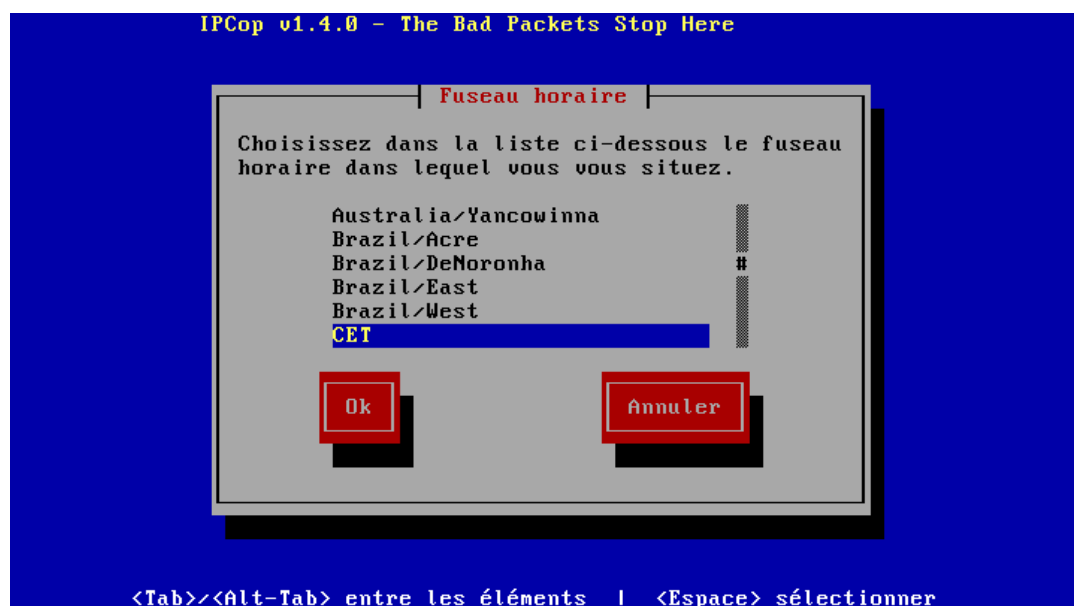 IPCop v1.4.0 - The Bad Packets Stop Here
Fuseau horaire
Choisissez dans la liste ci-dessous le fuseau
horaire dans lequel vous vous situez.
Australia/Yancowinna
Brazil/Acre
Brazil/DeNoronha
#
Brazil/East
Brazil/West
CET
Ok
Annuler
<Tab>/<Alt-Tab> entre les éléments | <Espace> sélectionner